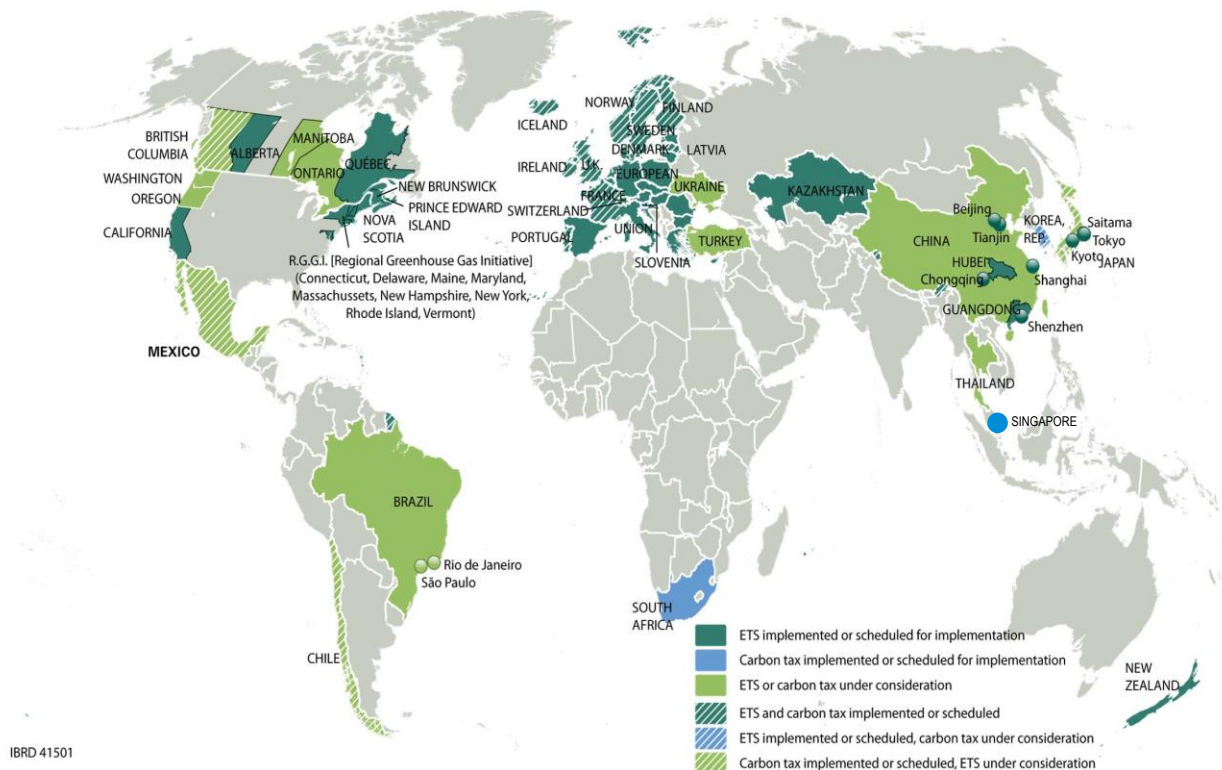 NORWAY
FINLAND
ICELAND
SWEDEN
BRITISH
COLUMBIA
ALBERTA
MANITOBA
ONTARIO
QUÉBEC
DENMARK
LATVIA
IRELAND
U.K.
EUROPEAN
UNION
WASHINGTON
OREGON
CALIFORNIA
NEW BRUNSWICK
PRINCE EDWARD
ISLAND
NOVA
SCOTIA
FRANCE
SWITZERLAND
PORTUGAL
SLOVENIA
UKRAINE
TURKEY
KAZAKHSTAN
CHINA
Beijing
Tianjin
HUBEI
Chongqing
GUANGDONG
KOREA,
REP.
Saitama
Tokyo
Kyoto
JAPAN
Shanghai
Shenzhen
R.G.G.I. [Regional Greenhouse Gas Initiative]
(Connecticut, Delaware, Maine, Maryland,
Massachussets, New Hampshire, New York,
Rhode Island, Vermont)
MEXICO
THAILAND
SINGAPORE
BRAZIL
Rio de Janeiro
São Paulo
CHILE
SOUTH
AFRICA
NEW
ZEALAND
ETS implemented or scheduled for implementation
Carbon tax implemented or scheduled for implementation
ETS or carbon tax under consideration
ETS and carbon tax implemented or scheduled
ETS implemented or scheduled, carbon tax under consideration
Carbon tax implemented or scheduled, ETS under consideration
IBRD 41501